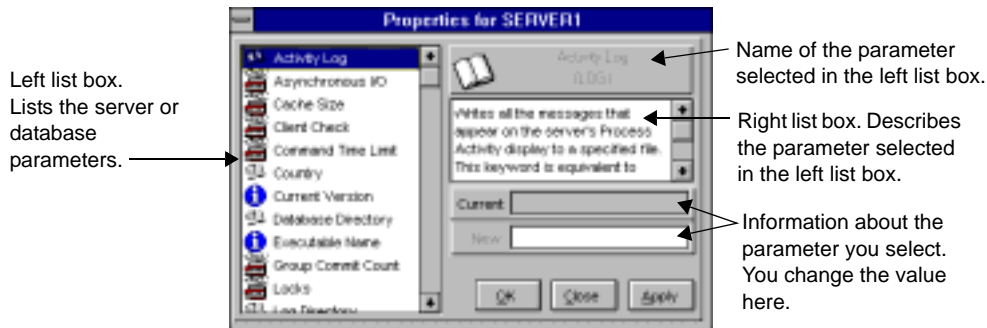 Properties for SERVER1
Left list box.
Lists the server or
database
parameters.
Activity Log
Asynchronous I/O
Cache Size
Client Check
Command Time Limit
Country
Current Version
Database Directory
Executable Name
Group Commit Count
Locks
Log Directory
Activity Log
(LOG)
Writes all the messages that
appear on the server's Process
Activity display to a specified file.
This keyword is equivalent to
Current
New
OK
Close
Apply
Name of the parameter
selected in the left list box.
Right list box. Describes
the parameter selected
in the left list box.
Information about the
parameter you select.
You change the value
here.